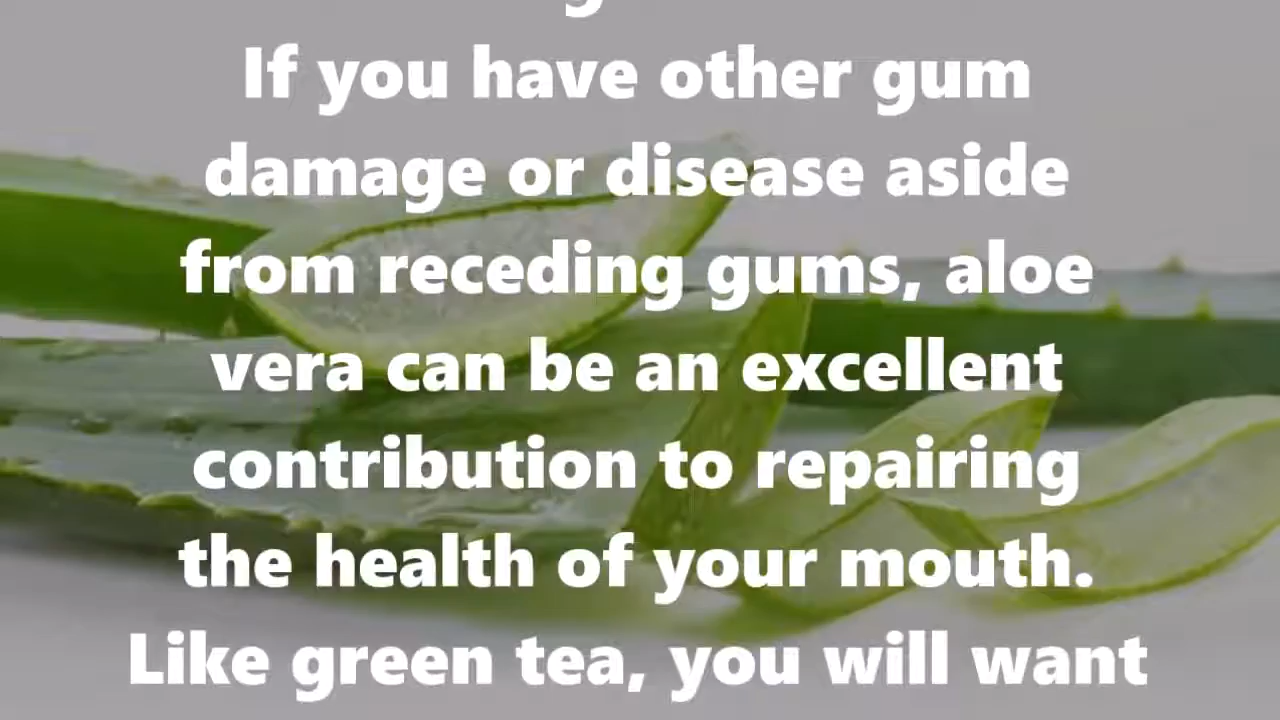 If you have other gum
damage or disease aside
from receding gums, aloe
vera can be an excellent
contribution to repairing
the health of your mouth.
Like green tea, you will want